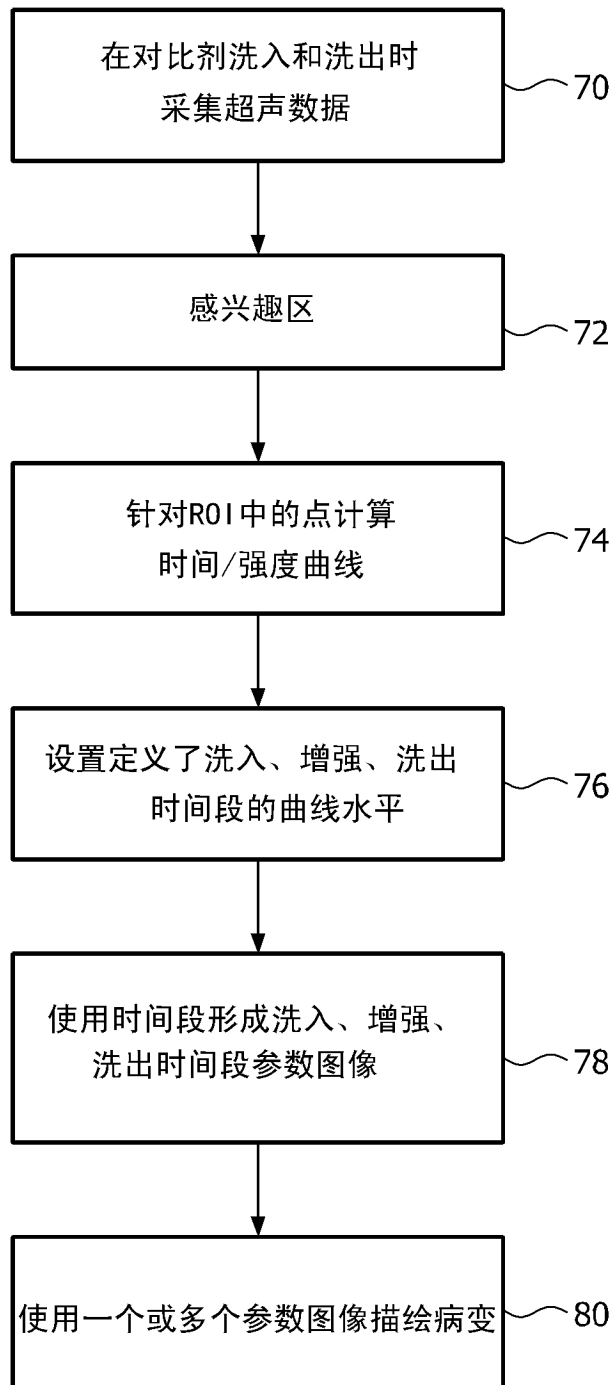 在对比剂洗入和洗出时
采集超声数据
70
感兴趣区
72
针对ROI中的点计算
时间/强度曲线
74
设置定义了洗入、增强、洗出
时间段的曲线水平
76
使用时间段形成洗入、增强、
洗出时间段参数图像
78
使用一个或多个参数图像描绘病变
80